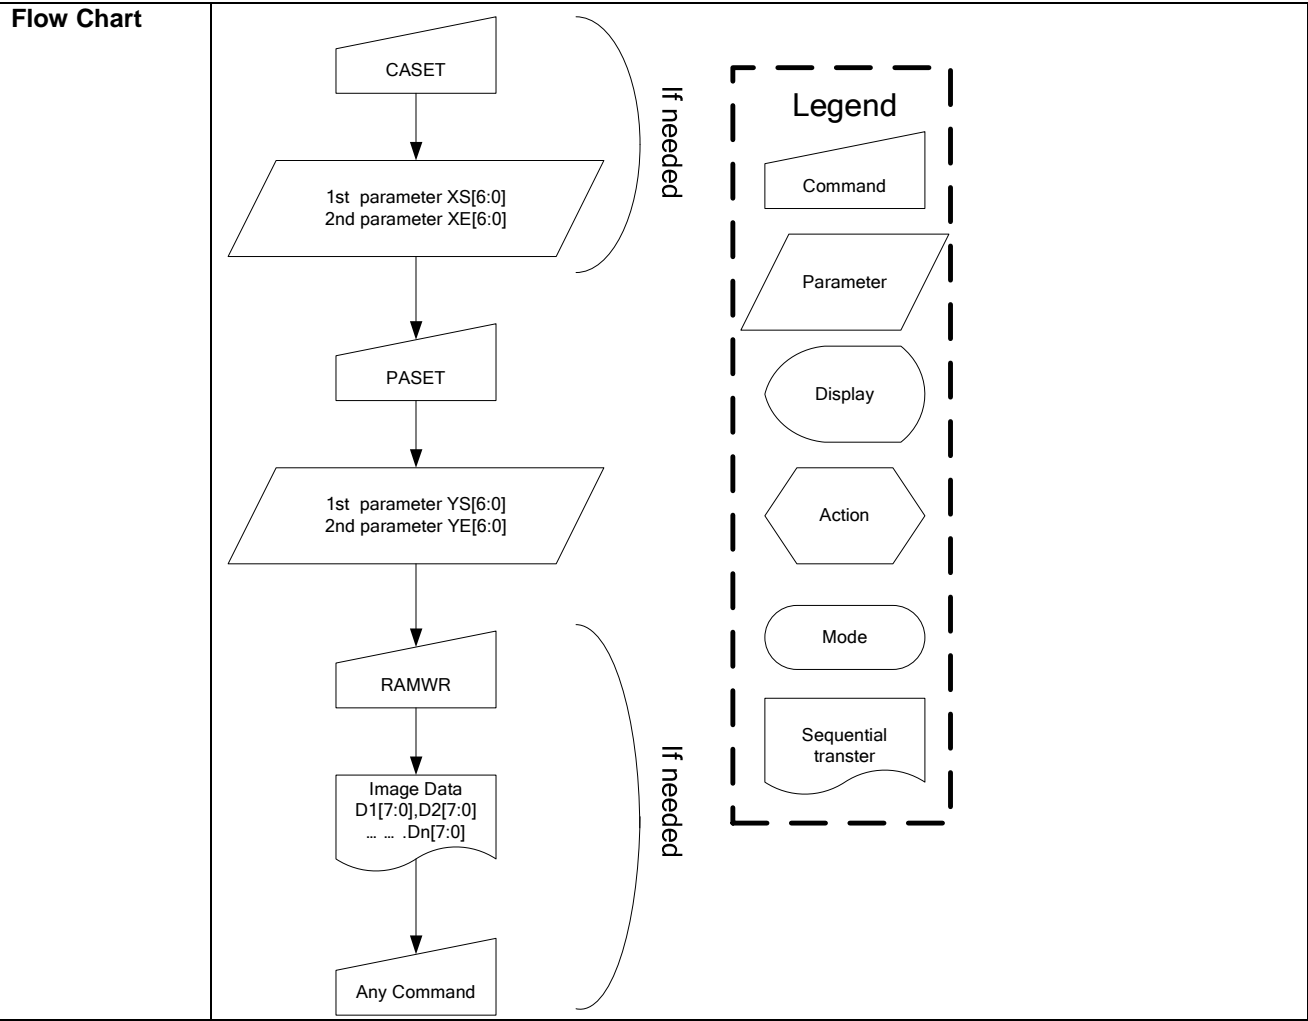 Flow Chart
CASET
1st  parameter XS[6:0]
2nd parameter XE[6:0]
If needed
PASET
1st  parameter YS[6:0]
2nd parameter YE[6:0]
RAMWR
Image Data
D1[7:0],D2[7:0]
... ... .Dn[7:0]
Any Command
If needed
Legend
Command
Parameter
Display
Action
Mode
Sequential
transter